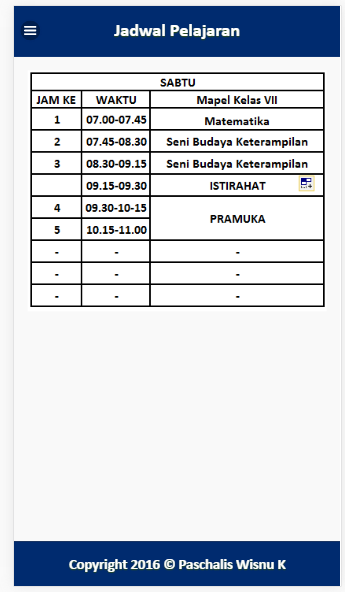 Jadwal Pelajaran
SABTU
JAM KE WAKTU Mapel Kelas VII
1 07.00-07.45 Matematika
2 07.45-08.30 Seni Budaya Keterampilan
3 08.30-09.15 Seni Budaya Keterampilan
09.15-09.30 ISTIRAHAT
4 09.30-10-15
PRAMUKA
5 10.15-11.00
- - -
- - -
- - -
Copyright 2016 © Paschalis Wisnu K